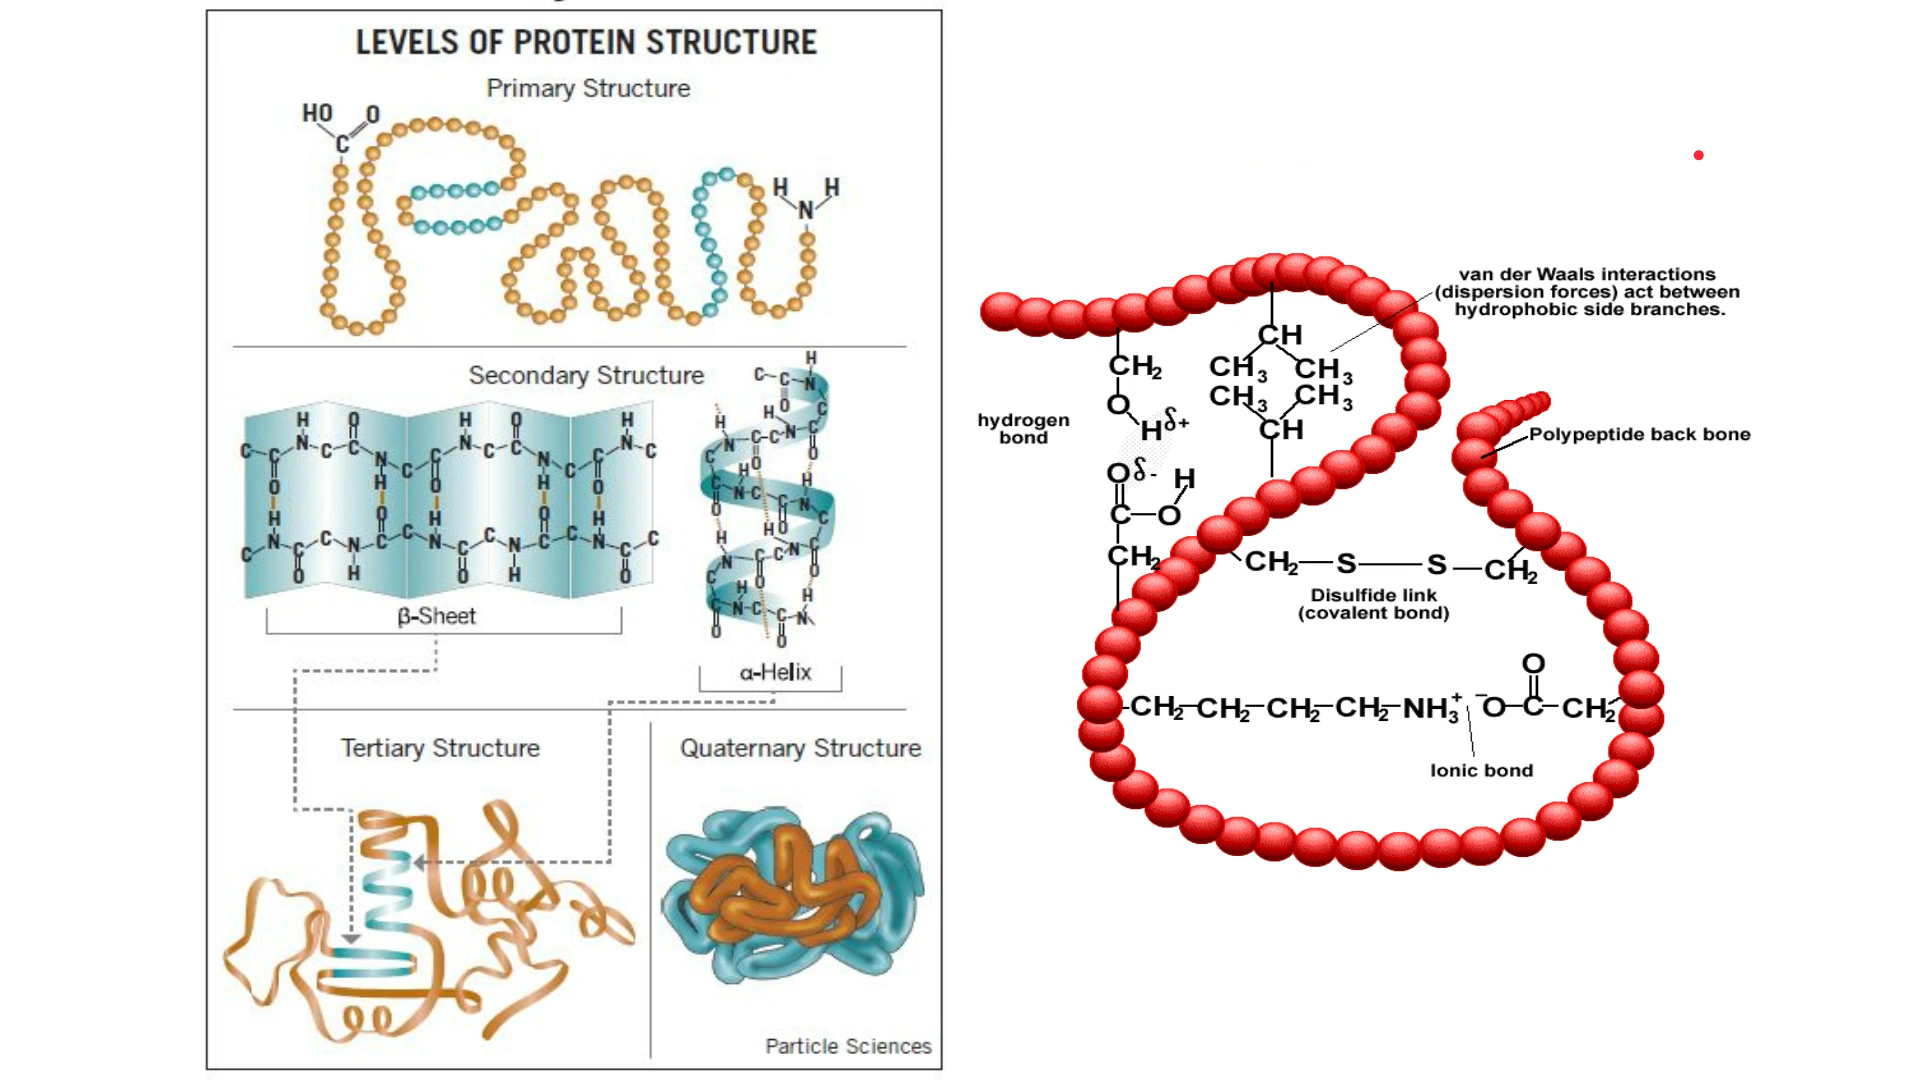 LEVELS OF PROTEIN STRUCTURE
Primary Structure
HO O
C
H H
N
Secondary Structure
β-Sheet
α-Helix
Tertiary Structure
Quaternary Structure
Particle Sciences
van der Waals interactions
(dispersion forces) act between
hydrophobic side branches.
CH
CH₃ CH₃
CH₃ CH₃
CH
CH₂
O
H δ+
hydrogen
bond
O δ-
H
C—O
CH₂
Polypeptide back bone
CH₂—S——S—CH₂
Disulfide link
(covalent bond)
O
CH₂—CH₂—CH₂—CH₂—NH₃⁺ ⁻O—C—CH₂
Ionic bond